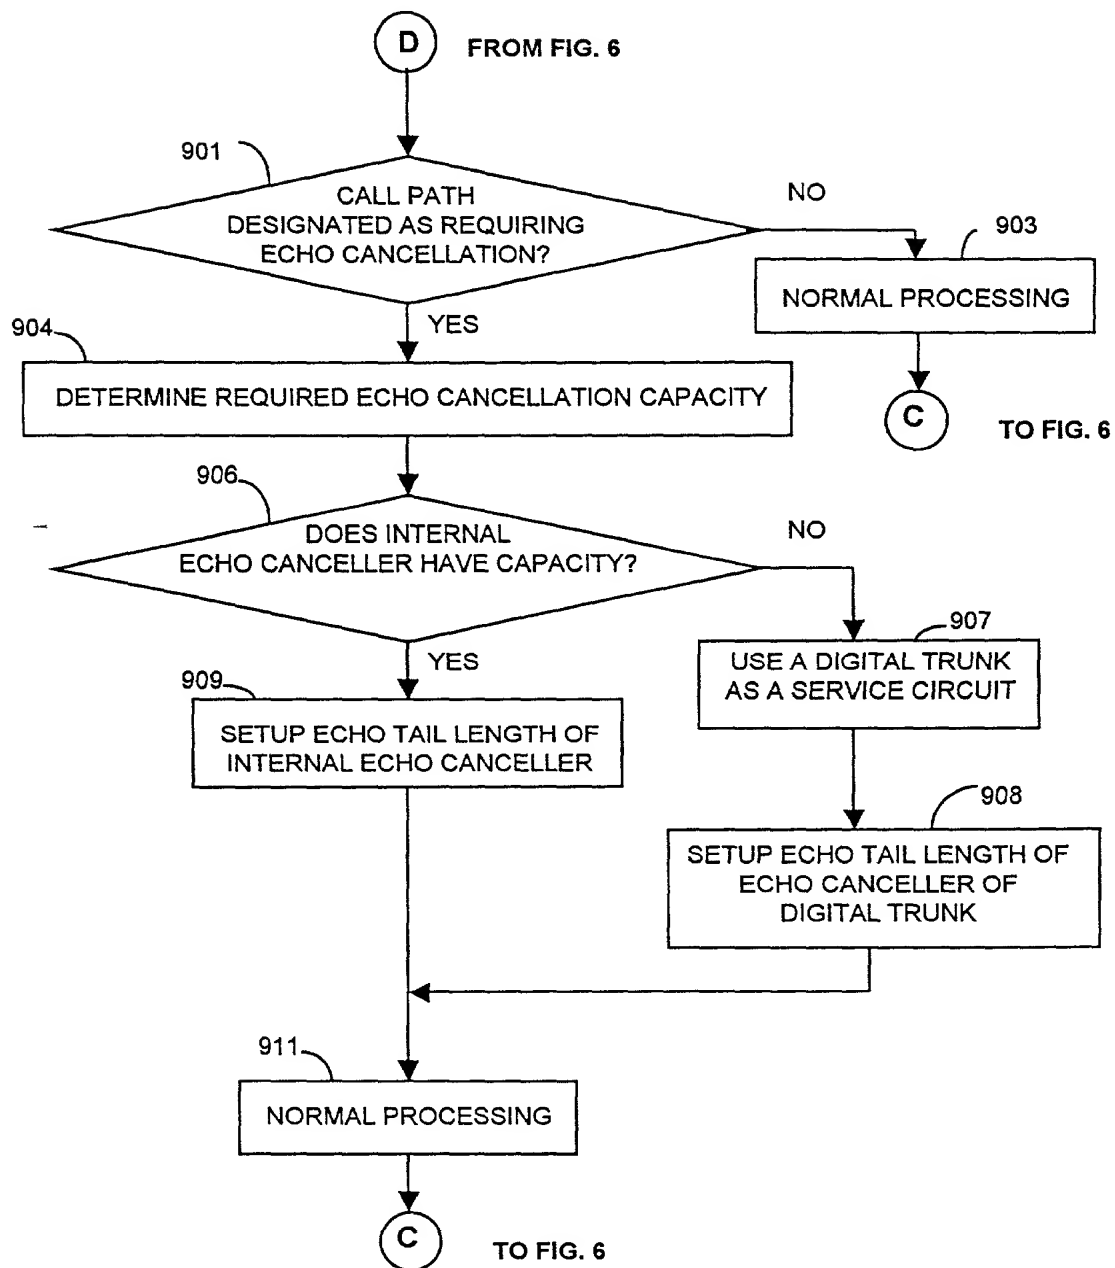 D
FROM FIG. 6
901
CALL PATH
DESIGNATED AS REQUIRING
ECHO CANCELLATION?
NO
903
NORMAL PROCESSING
C
TO FIG. 6
YES
904
DETERMINE REQUIRED ECHO CANCELLATION CAPACITY
906
DOES INTERNAL
ECHO CANCELLER HAVE CAPACITY?
NO
907
USE A DIGITAL TRUNK
AS A SERVICE CIRCUIT
YES
909
SETUP ECHO TAIL LENGTH OF
INTERNAL ECHO CANCELLER
908
SETUP ECHO TAIL LENGTH OF
ECHO CANCELLER OF
DIGITAL TRUNK
911
NORMAL PROCESSING
C
TO FIG. 6